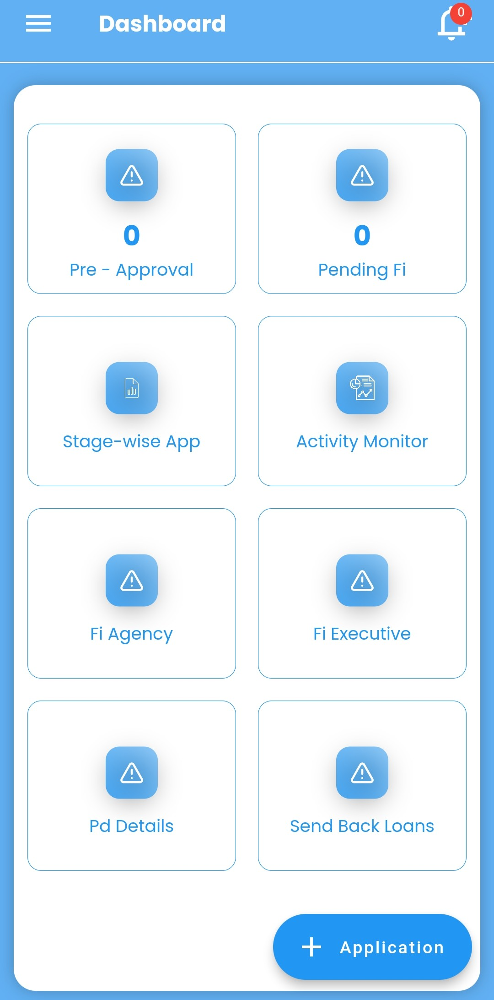 Dashboard
0
0
0
Pre - Approval
Pending Fi
Stage-wise App
Activity Monitor
Fi Agency
Fi Executive
Pd Details
Send Back Loans
Application